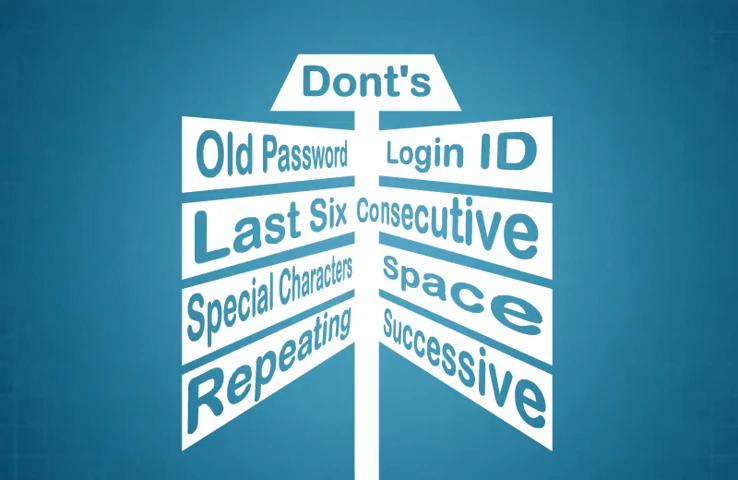 Dont's
Old Password
Login ID
Last Six
Consecutive
Special Characters
Space
Repeating
Successive